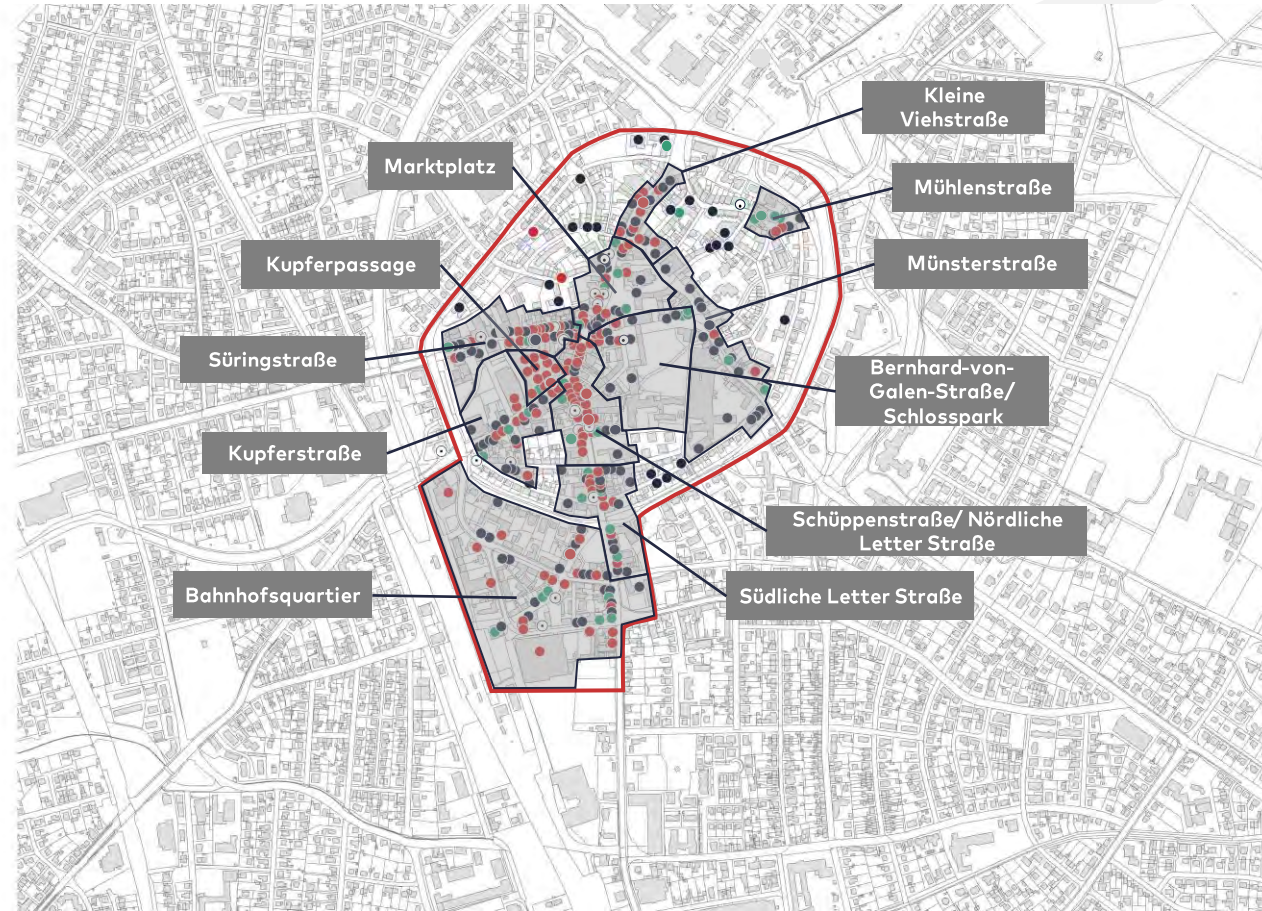 Kleine
Viehstraße
Marktplatz
Mühlenstraße
Kupferpassage
Münsterstraße
Süringstraße
Bernhard-von-
Galen-Straße/
Schlosspark
Kupferstraße
Schüppenstraße/ Nördliche
Letter Straße
Bahnhofsquartier
Südliche Letter Straße